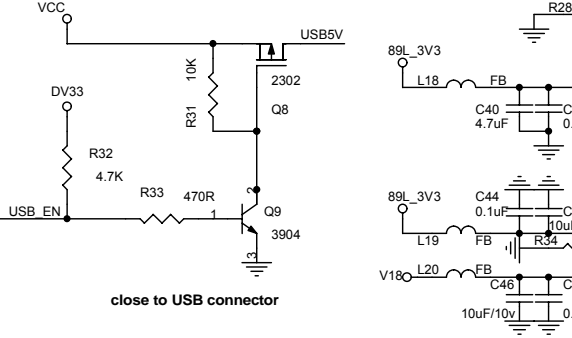 VCC
USB5V
10K
R31
2302
Q8
DV33
R32
4.7K
R33
470R
2
USB_EN
1
Q9
3904
3
close to USB connector
R28
89L_3V3
L18
FB
C40
4.7uF
C
0.
89L_3V3
C44
0.1uF
C
10uF
L19
FB
R34
V18
L20
FB
C46
C
10uF/10v
0.